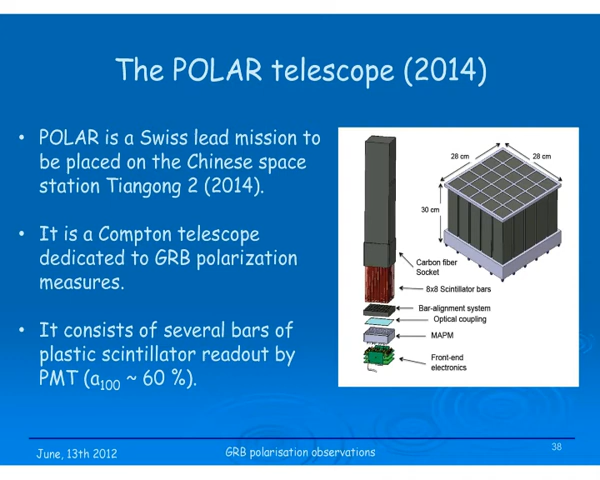 The POLAR telescope (2014)
• POLAR is a Swiss lead mission to
be placed on the Chinese space
station Tiangong 2 (2014).
• It is a Compton telescope
dedicated to GRB polarization
measures.
• It consists of several bars of
plastic scintillator readout by
PMT (a100 ~ 60 %).
28 cm
28 cm
30 cm
Carbon fiber
Socket
8x8 Scintillator bars
Bar-alignment system
Optical coupling
MAPM
Front-end
electronics
June, 13th 2012
GRB polarisation observations
38